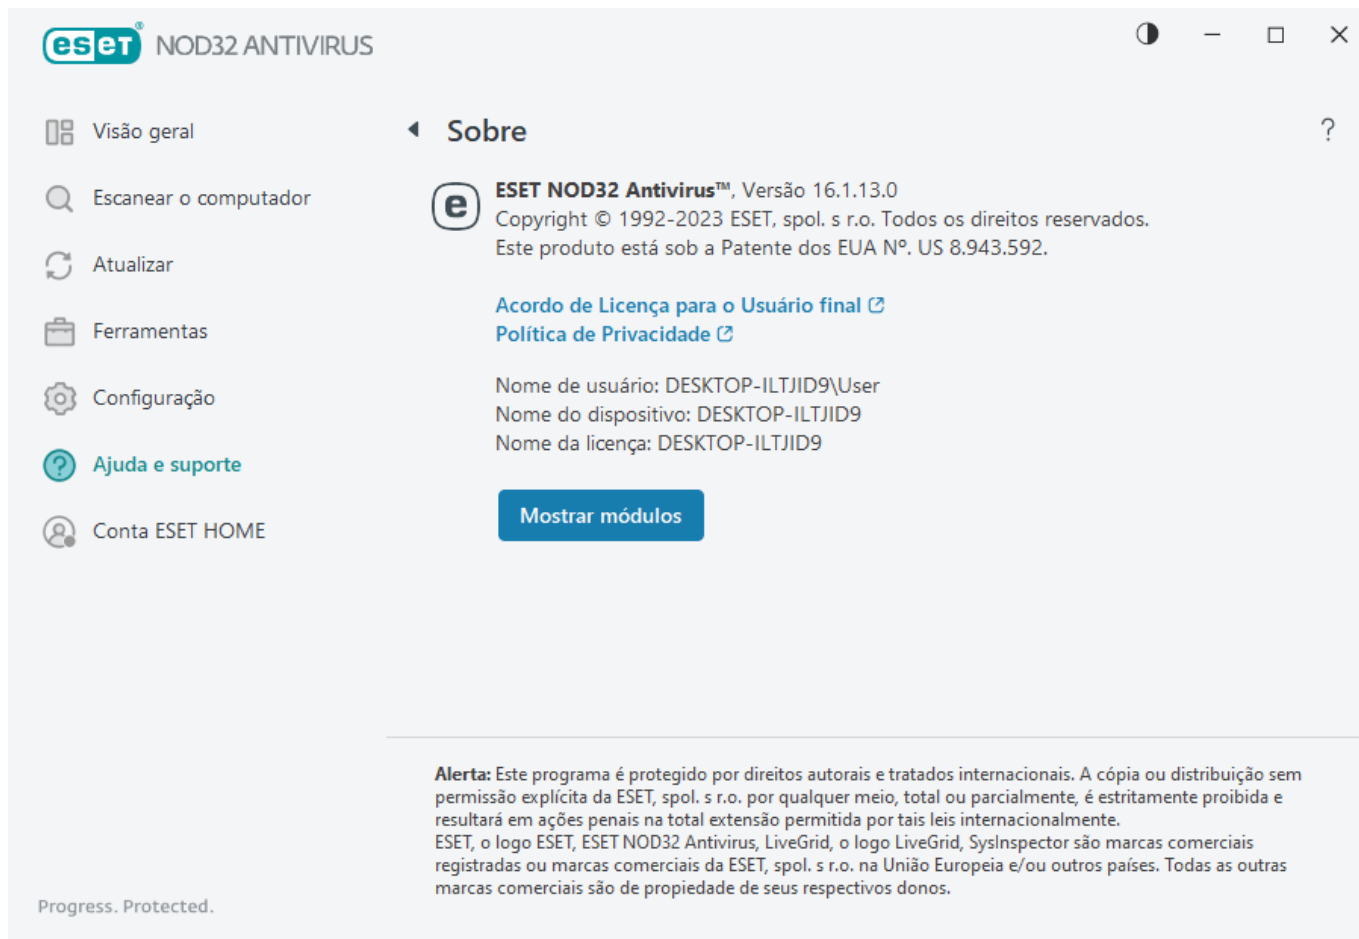 eset® NOD32 ANTIVIRUS
Visão geral
Escanear o computador
Atualizar
Ferramentas
Configuração
Ajuda e suporte
Conta ESET HOME
Progress. Protected.
Sobre
?
e
ESET NOD32 Antivirus™, Versão 16.1.13.0
Copyright © 1992-2023 ESET, spol. s r.o. Todos os direitos reservados.
Este produto está sob a Patente dos EUA Nº. US 8.943.592.
Acordo de Licença para o Usuário final
Política de Privacidade
Nome de usuário: DESKTOP-ILTJID9\User
Nome do dispositivo: DESKTOP-ILTJID9
Nome da licença: DESKTOP-ILTJID9
Mostrar módulos
Alerta: Este programa é protegido por direitos autorais e tratados internacionais. A cópia ou distribuição sem
permissão explícita da ESET, spol. s r.o. por qualquer meio, total ou parcialmente, é estritamente proibida e
resultará em ações penais na total extensão permitida por tais leis internacionalmente.
ESET, o logo ESET, ESET NOD32 Antivirus, LiveGrid, o logo LiveGrid, SysInspector são marcas comerciais
registradas ou marcas comerciais da ESET, spol. s r.o. na União Europeia e/ou outros países. Todas as outras
marcas comerciais são de propiedade de seus respectivos donos.